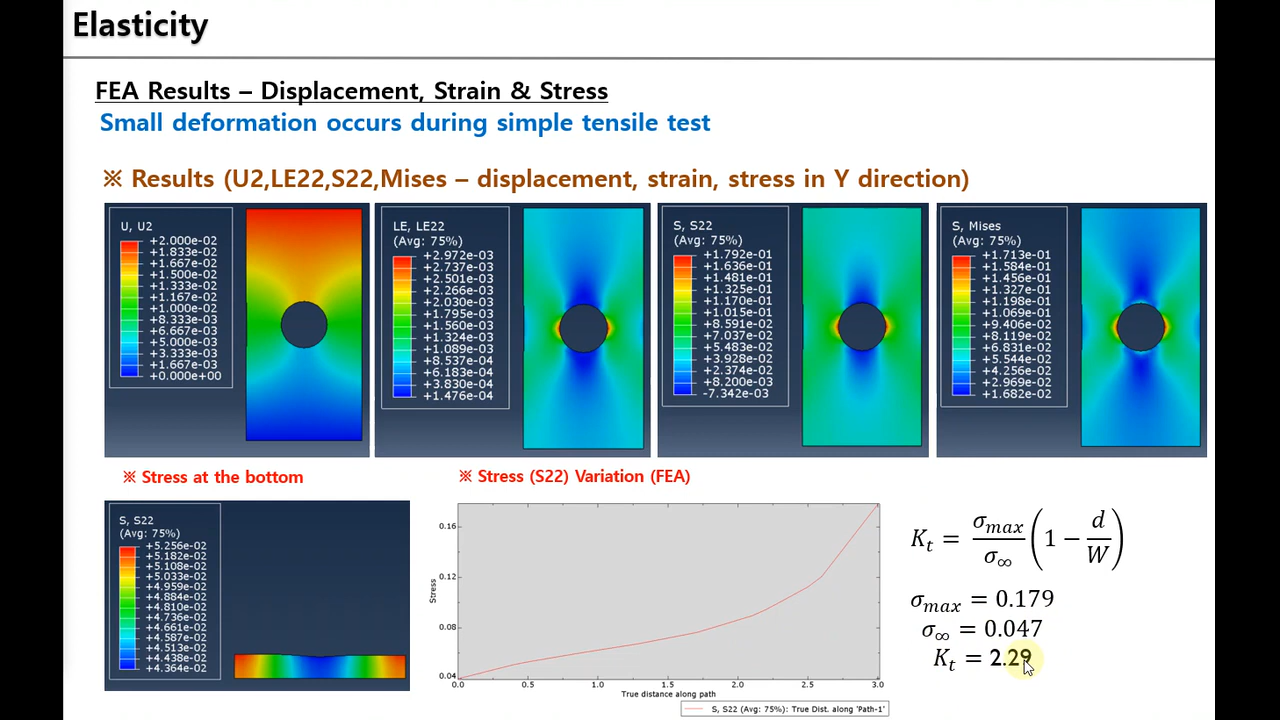 Elasticity
FEA Results – Displacement, Strain & Stress
Small deformation occurs during simple tensile test
※ Results (U2,LE22,S22,Mises – displacement, strain, stress in Y direction)
U, U2
+2.000e-02
+1.833e-02
+1.667e-02
+1.500e-02
+1.333e-02
+1.167e-02
+1.000e-02
+8.333e-03
+6.667e-03
+5.000e-03
+3.333e-03
+1.667e-03
+0.000e+00
LE, LE22
(Avg: 75%)
+2.972e-03
+2.737e-03
+2.501e-03
+2.266e-03
+2.030e-03
+1.795e-03
+1.560e-03
+1.324e-03
+1.089e-03
+8.537e-04
+6.183e-04
+3.830e-04
+1.476e-04
S, S22
(Avg: 75%)
+1.792e-01
+1.636e-01
+1.481e-01
+1.325e-01
+1.170e-01
+1.015e-01
+8.591e-02
+7.037e-02
+5.483e-02
+3.928e-02
+2.374e-02
+8.200e-03
-7.342e-03
S, Mises
(Avg: 75%)
+1.713e-01
+1.584e-01
+1.456e-01
+1.327e-01
+1.198e-01
+1.069e-01
+9.406e-02
+8.119e-02
+6.831e-02
+5.544e-02
+4.256e-02
+2.969e-02
+1.682e-02
※ Stress at the bottom
S, S22
(Avg: 75%)
+5.256e-02
+5.182e-02
+5.108e-02
+5.033e-02
+4.959e-02
+4.884e-02
+4.810e-02
+4.736e-02
+4.661e-02
+4.587e-02
+4.513e-02
+4.438e-02
+4.364e-02
※ Stress (S22) Variation (FEA)
Stress
0.16
0.12
0.08
0.04
0.0 0.5 1.0 1.5 2.0 2.5 3.0
True distance along path
S, S22 (Avg: 75%): True Dist. along 'Path-1'
K_t = σ_max/σ_∞ (1 − d/W)
σ_max = 0.179
σ_∞ = 0.047
K_t = 2.29